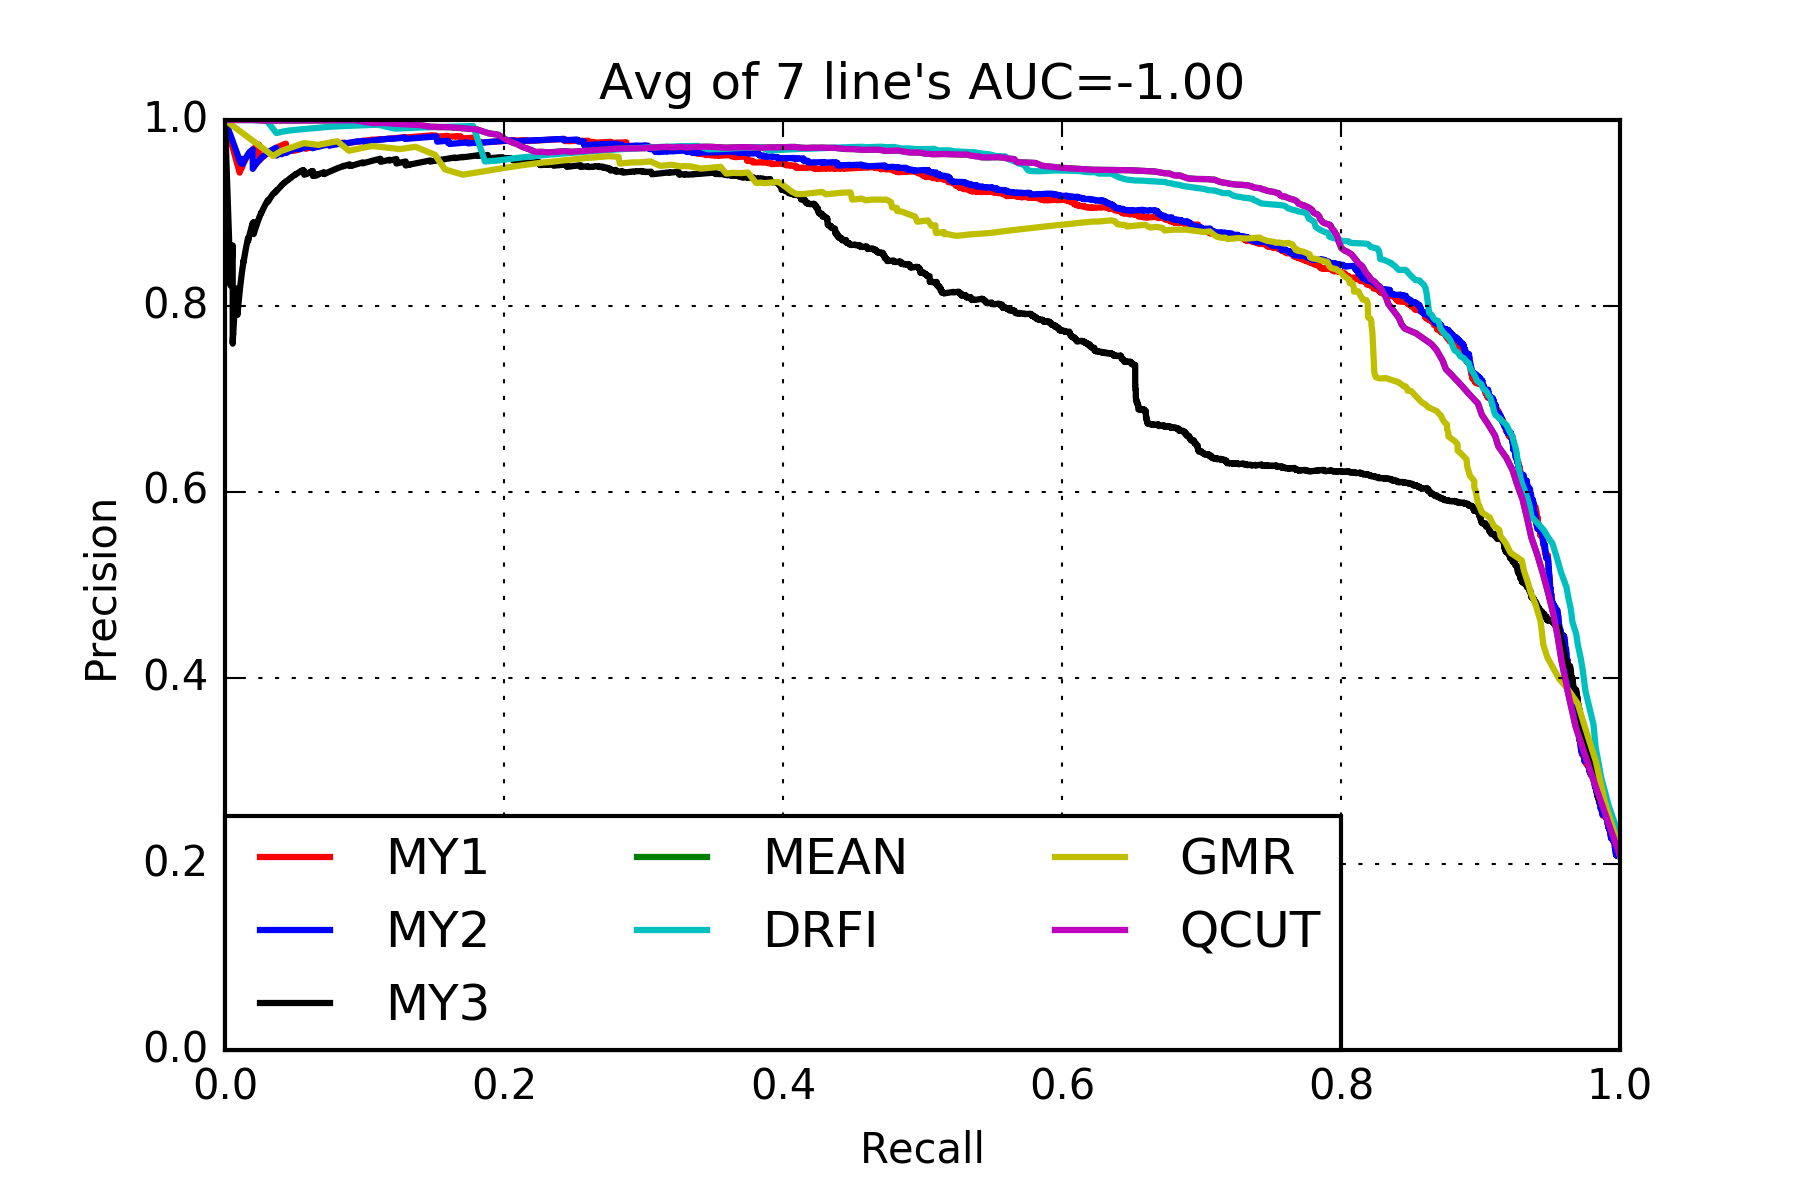 Avg of 7 line's AUC=-1.00
1.0
0.8
0.6
0.4
0.2
0.0
Precision
MY1 MEAN GMR
MY2 DRFI QCUT
MY3
0.0 0.2 0.4 0.6 0.8 1.0
Recall